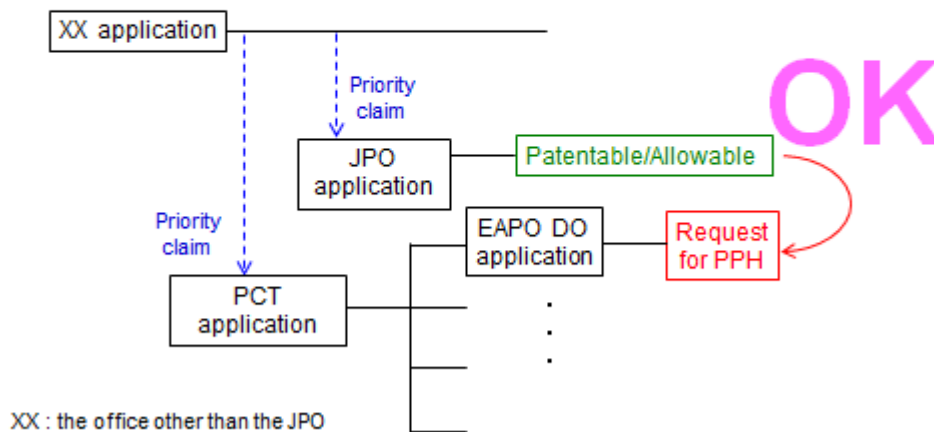 XX application
OK
Priority
claim
JPO
application
Patentable/Allowable
Priority
claim
EAPO DO
application
Request
for PPH
PCT
application
XX : the office other than the JPO